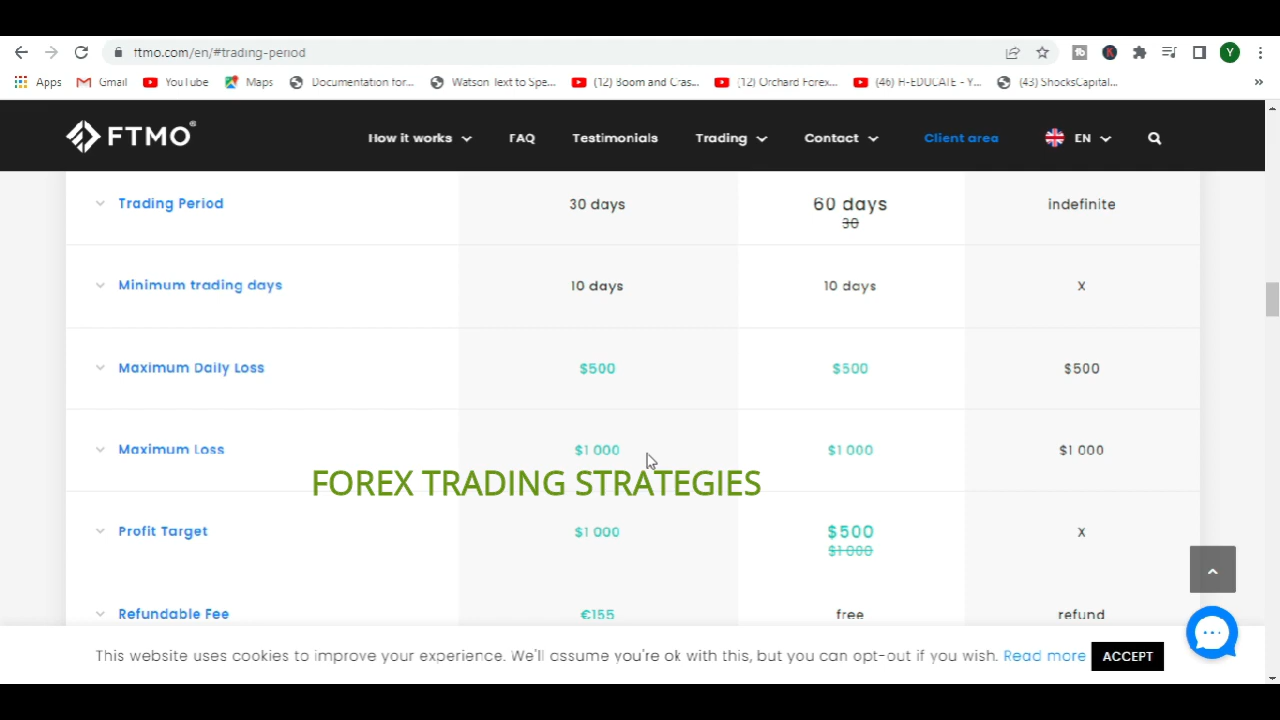 ftmo.com/en/#trading-period
Y
Apps Gmail YouTube Maps Documentation for... Watson Text to Spe... (12) Boom and Cras... (12) Orchard Forex... (46) H-EDUCATE - Y... (43) ShocksCapital... »
FTMO® How it works FAQ Testimonials Trading Contact Client area EN
Trading Period 30 days 60 days indefinite
30
Minimum trading days 10 days 10 days X
Maximum Daily Loss $500 $500 $500
Maximum Loss $1 000 $1 000 $1 000
FOREX TRADING STRATEGIES
Profit Target $1 000 $500 X
$1 000
Refundable Fee €155 free refund
This website uses cookies to improve your experience. We'll assume you're ok with this, but you can opt-out if you wish. Read more ACCEPT